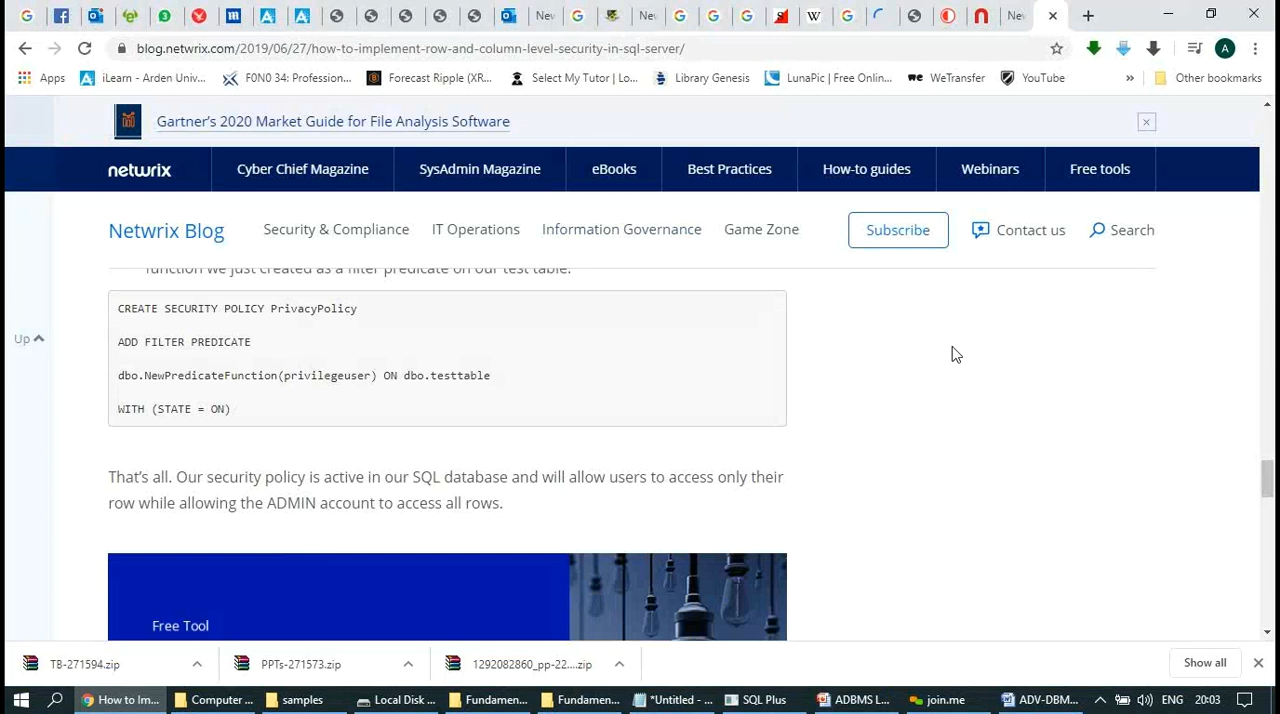 New
blog.netwrix.com/2019/06/27/how-to-implement-row-and-column-level-security-in-sql-server/
A
Apps
iLearn - Arden Univ...
F0N0 34: Profession...
Forecast Ripple (XR...
Select My Tutor | Lo...
Library Genesis
LunaPic | Free Onlin...
WeTransfer
YouTube
»
Other bookmarks
Gartner's 2020 Market Guide for File Analysis Software
netwrix
Cyber Chief Magazine
SysAdmin Magazine
eBooks
Best Practices
How-to guides
Webinars
Free tools
Netwrix Blog
Security & Compliance
IT Operations
Information Governance
Game Zone
Subscribe
Contact us
Search
function we just created as a filter predicate on our test table.
CREATE SECURITY POLICY PrivacyPolicy
Up
ADD FILTER PREDICATE
dbo.NewPredicateFunction(privilegeuser) ON dbo.testtable
WITH (STATE = ON)
That's all. Our security policy is active in our SQL database and will allow users to access only their
row while allowing the ADMIN account to access all rows.
Free Tool
TB-271594.zip
PPTs-271573.zip
1292082860_pp-22....zip
Show all
How to Im...
Computer ...
samples
Local Disk ...
Fundamen...
Fundamen...
*Untitled - ...
SQL Plus
ADBMS L...
join.me
ADV-DBM...
ENG
20:03